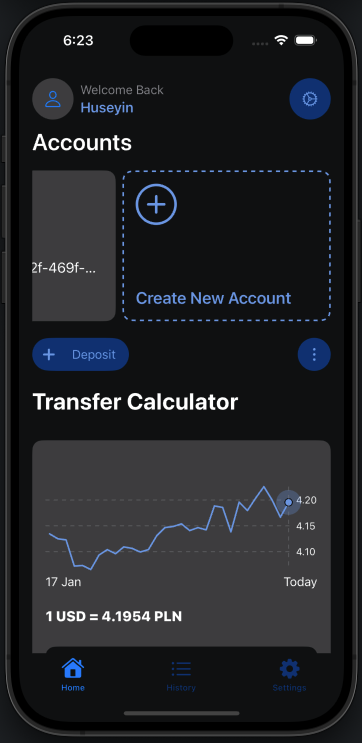 6:23
Welcome Back
Huseyin
Accounts
2f-469f-...
Create New Account
Deposit
Transfer Calculator
4.20
4.15
4.10
17 Jan
Today
1 USD = 4.1954 PLN
Home
History
Settings